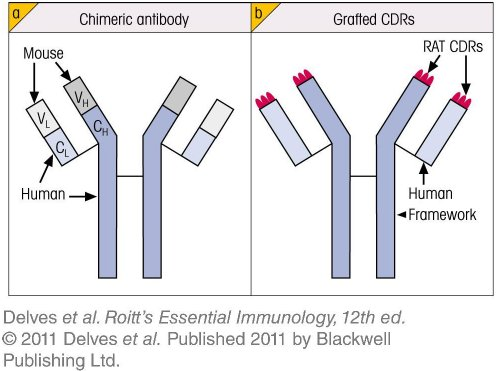 a
Chimeric antibody
Mouse
VH
VL
CH
CL
Human
b
Grafted CDRs
RAT CDRs
Human
Framework
Delves et al. Roitt's Essential Immunology, 12th ed.
© 2011 Delves et al. Published 2011 by Blackwell
Publishing Ltd.